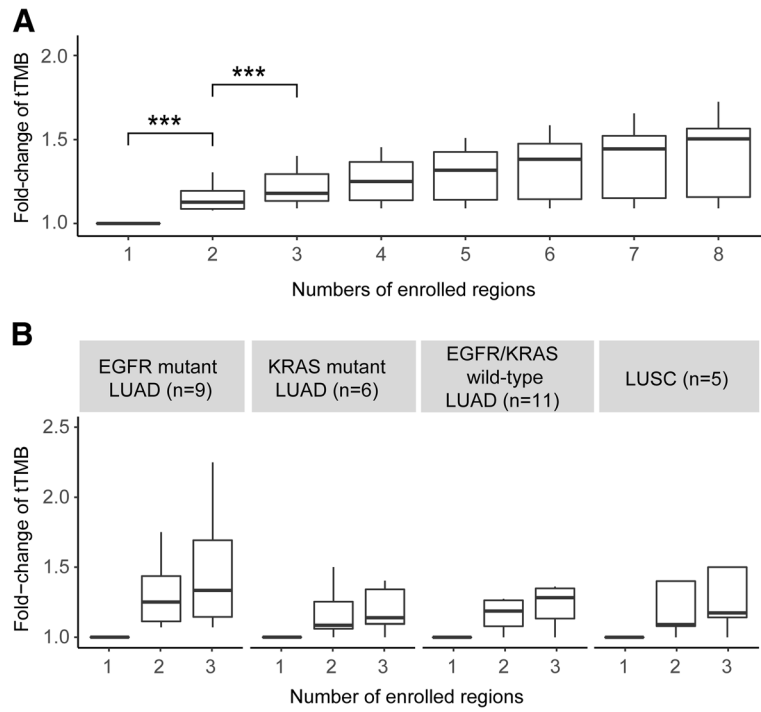 A
Fold-change of tTMB
2.0
1.5
1.0
***
***
1 2 3 4 5 6 7 8
Numbers of enrolled regions
B
EGFR mutant
LUAD (n=9)
KRAS mutant
LUAD (n=6)
EGFR/KRAS
wild-type
LUAD (n=11)
LUSC (n=5)
Fold−change of tTMB
2.5
2.0
1.5
1.0
1 2 3 1 2 3 1 2 3 1 2 3
Number of enrolled regions